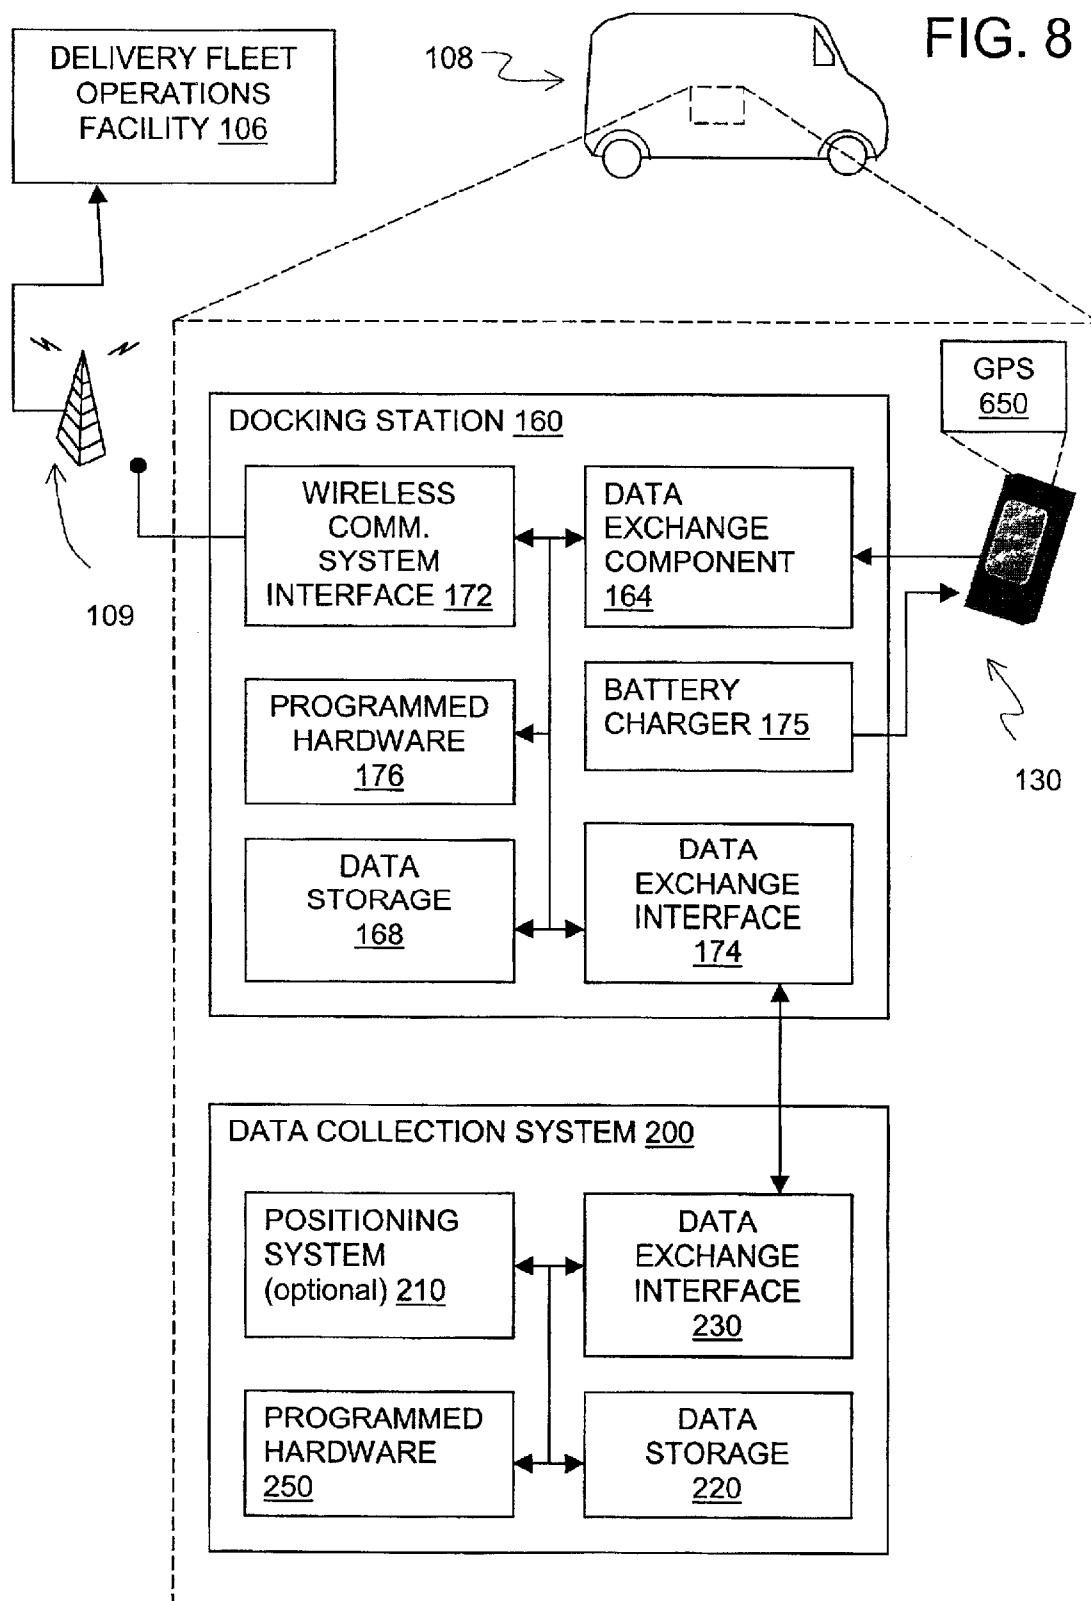 FIG. 8
DELIVERY FLEET
OPERATIONS
FACILITY 106
108
109
GPS
650
130
DOCKING STATION 160
WIRELESS
COMM.
SYSTEM
INTERFACE 172
DATA
EXCHANGE
COMPONENT
164
PROGRAMMED
HARDWARE
176
BATTERY
CHARGER 175
DATA
STORAGE
168
DATA
EXCHANGE
INTERFACE
174
DATA COLLECTION SYSTEM 200
POSITIONING
SYSTEM
(optional) 210
DATA
EXCHANGE
INTERFACE
230
PROGRAMMED
HARDWARE
250
DATA
STORAGE
220